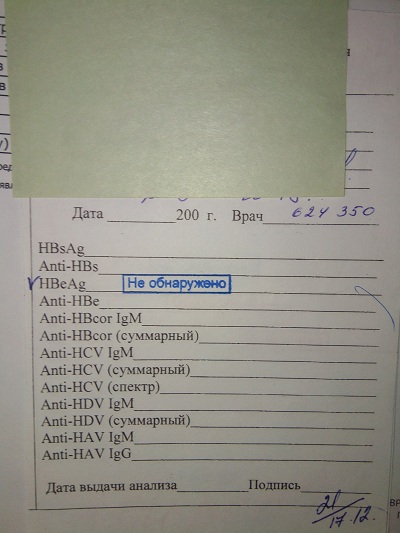 Дата 200 г. Врач 624 350
HBsAg
Anti-HBs
HBeAg Не обнаружено
Anti-HBe
Anti-HBcor IgM
Anti-HBcor (суммарный)
Anti-HCV IgM
Anti-HCV (суммарный)
Anti-HCV (спектр)
Anti-HDV IgM
Anti-HDV (суммарный)
Anti-HAV IgM
Anti-HAV IgG
Дата выдачи анализа Подпись
21/17.12.